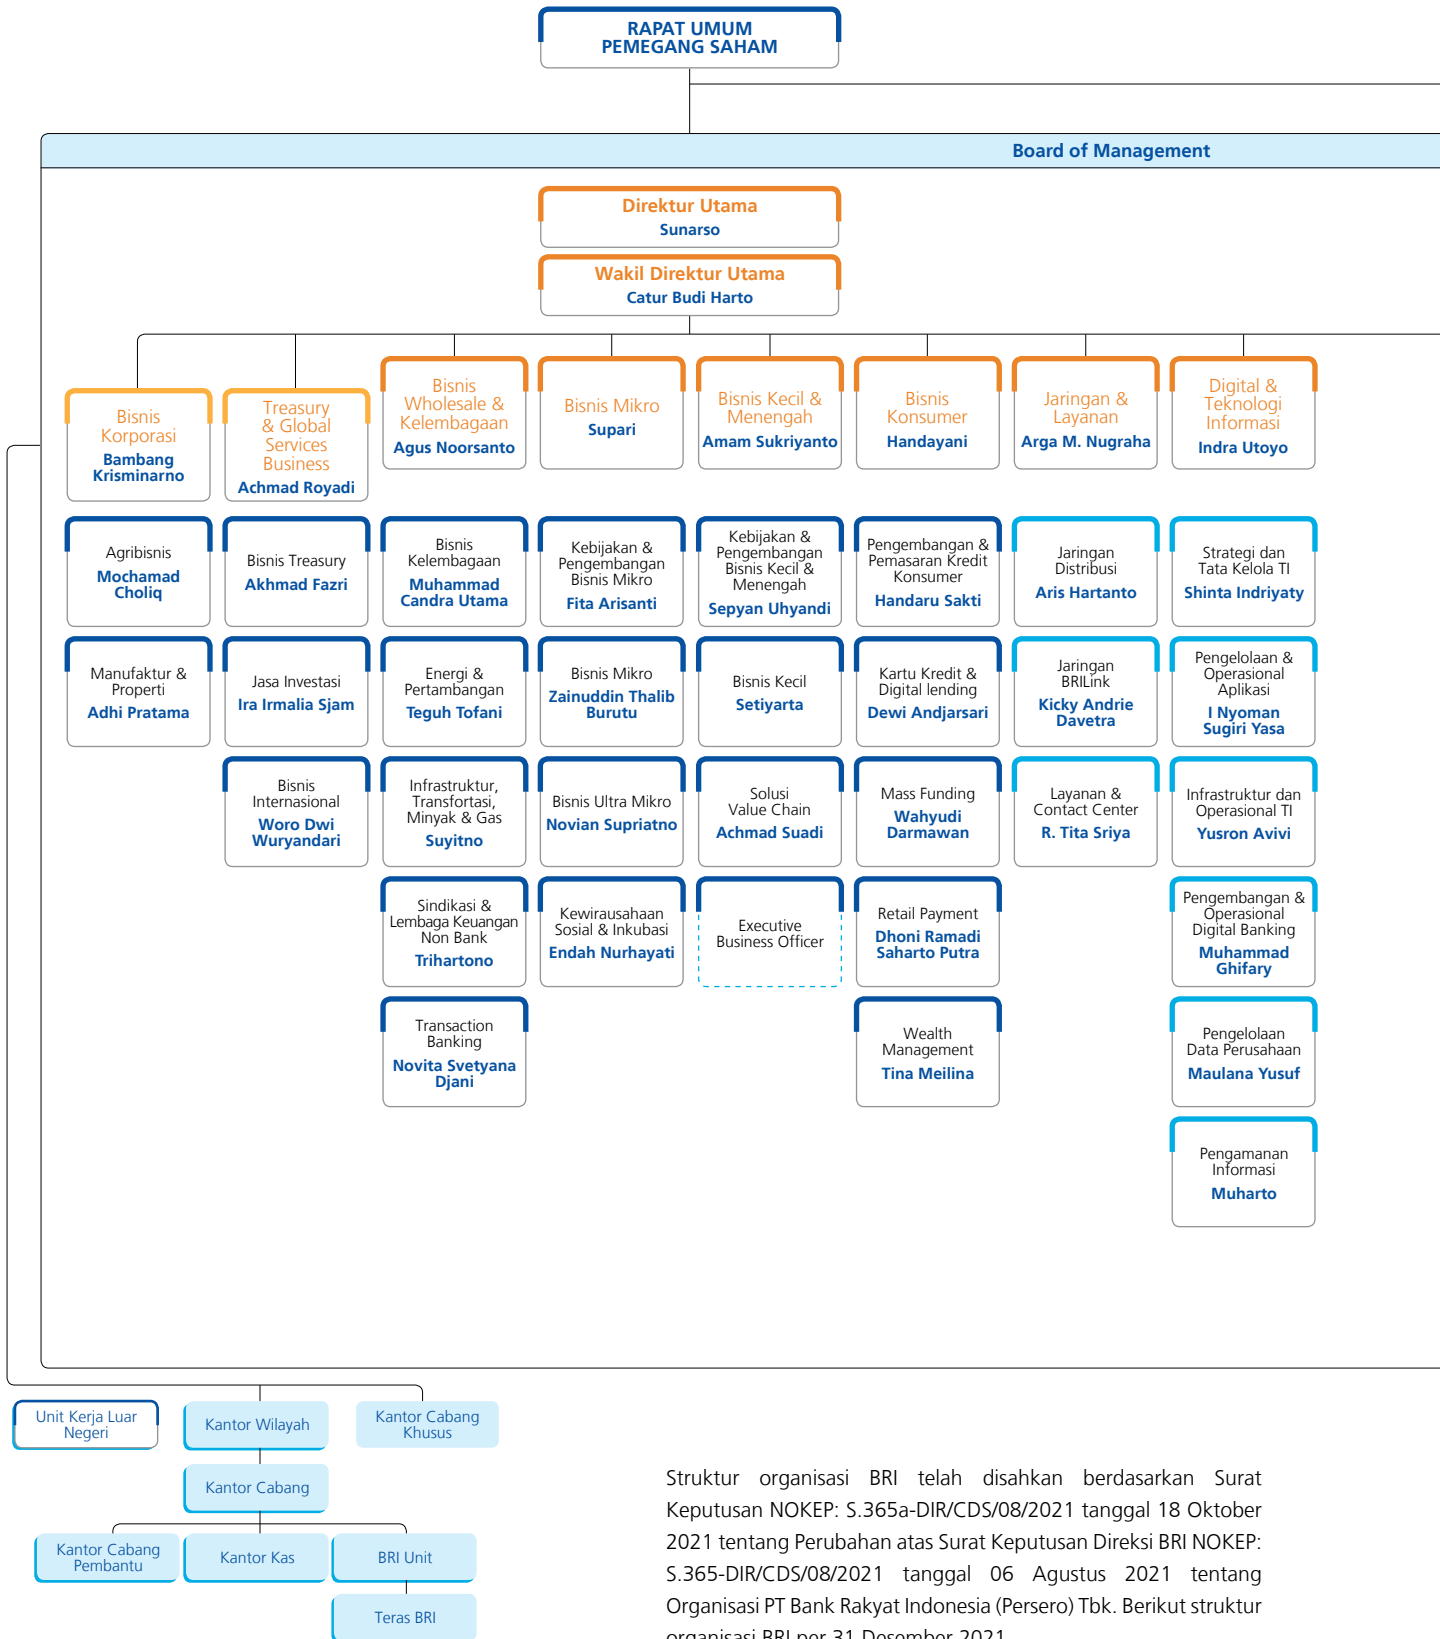 RAPAT UMUM
PEMEGANG SAHAM
Board of Management
Direktur Utama
Sunarso
Wakil Direktur Utama
Catur Budi Harto
Bisnis
Korporasi
Bambang
Krisminarno
Treasury
& Global
Services
Business
Achmad Royadi
Bisnis
Wholesale &
Kelembagaan
Agus Noorsanto
Bisnis Mikro
Supari
Bisnis Kecil &
Menengah
Amam Sukriyanto
Bisnis
Konsumer
Handayani
Jaringan &
Layanan
Arga M. Nugraha
Digital &
Teknologi
Informasi
Indra Utoyo
Agribisnis
Mochamad
Choliq
Bisnis Treasury
Akhmad Fazri
Bisnis
Kelembagaan
Muhammad
Candra Utama
Kebijakan &
Pengembangan
Bisnis Mikro
Fita Arisanti
Kebijakan &
Pengembangan
Bisnis Kecil &
Menengah
Sepyan Uhyandi
Pengembangan &
Pemasaran Kredit
Konsumer
Handaru Sakti
Jaringan
Distribusi
Aris Hartanto
Strategi dan
Tata Kelola TI
Shinta Indriyaty
Manufaktur &
Properti
Adhi Pratama
Jasa Investasi
Ira Irmalia Sjam
Energi &
Pertambangan
Teguh Tofani
Bisnis Mikro
Zainuddin Thalib
Burutu
Bisnis Kecil
Setiyarta
Kartu Kredit &
Digital lending
Dewi Andjarsari
Jaringan
BRILink
Kicky Andrie
Davetra
Pengelolaan &
Operasional
Aplikasi
I Nyoman
Sugiri Yasa
Bisnis
Internasional
Woro Dwi
Wuryandari
Infrastruktur,
Transfortasi,
Minyak & Gas
Suyitno
Bisnis Ultra Mikro
Novian Supriatno
Solusi
Value Chain
Achmad Suadi
Mass Funding
Wahyudi
Darmawan
Layanan &
Contact Center
R. Tita Sriya
Infrastruktur dan
Operasional TI
Yusron Avivi
Sindikasi &
Lembaga Keuangan
Non Bank
Trihartono
Kewirausahaan
Sosial & Inkubasi
Endah Nurhayati
Executive
Business Officer
Retail Payment
Dhoni Ramadi
Saharto Putra
Pengembangan &
Operasional
Digital Banking
Muhammad
Ghifary
Transaction
Banking
Novita Svetyana
Djani
Wealth
Management
Tina Meilina
Pengelolaan
Data Perusahaan
Maulana Yusuf
Pengamanan
Informasi
Muharto
Unit Kerja Luar
Negeri
Kantor Wilayah
Kantor Cabang
Khusus
Kantor Cabang
Kantor Cabang
Pembantu
Kantor Kas
BRI Unit
Teras BRI
Struktur organisasi BRI telah disahkan berdasarkan Surat
Keputusan NOKEP: S.365a-DIR/CDS/08/2021 tanggal 18 Oktober
2021 tentang Perubahan atas Surat Keputusan Direksi BRI NOKEP:
S.365-DIR/CDS/08/2021 tanggal 06 Agustus 2021 tentang
Organisasi PT Bank Rakyat Indonesia (Persero) Tbk. Berikut struktur
organisasi BRI per 31 Desember 2021